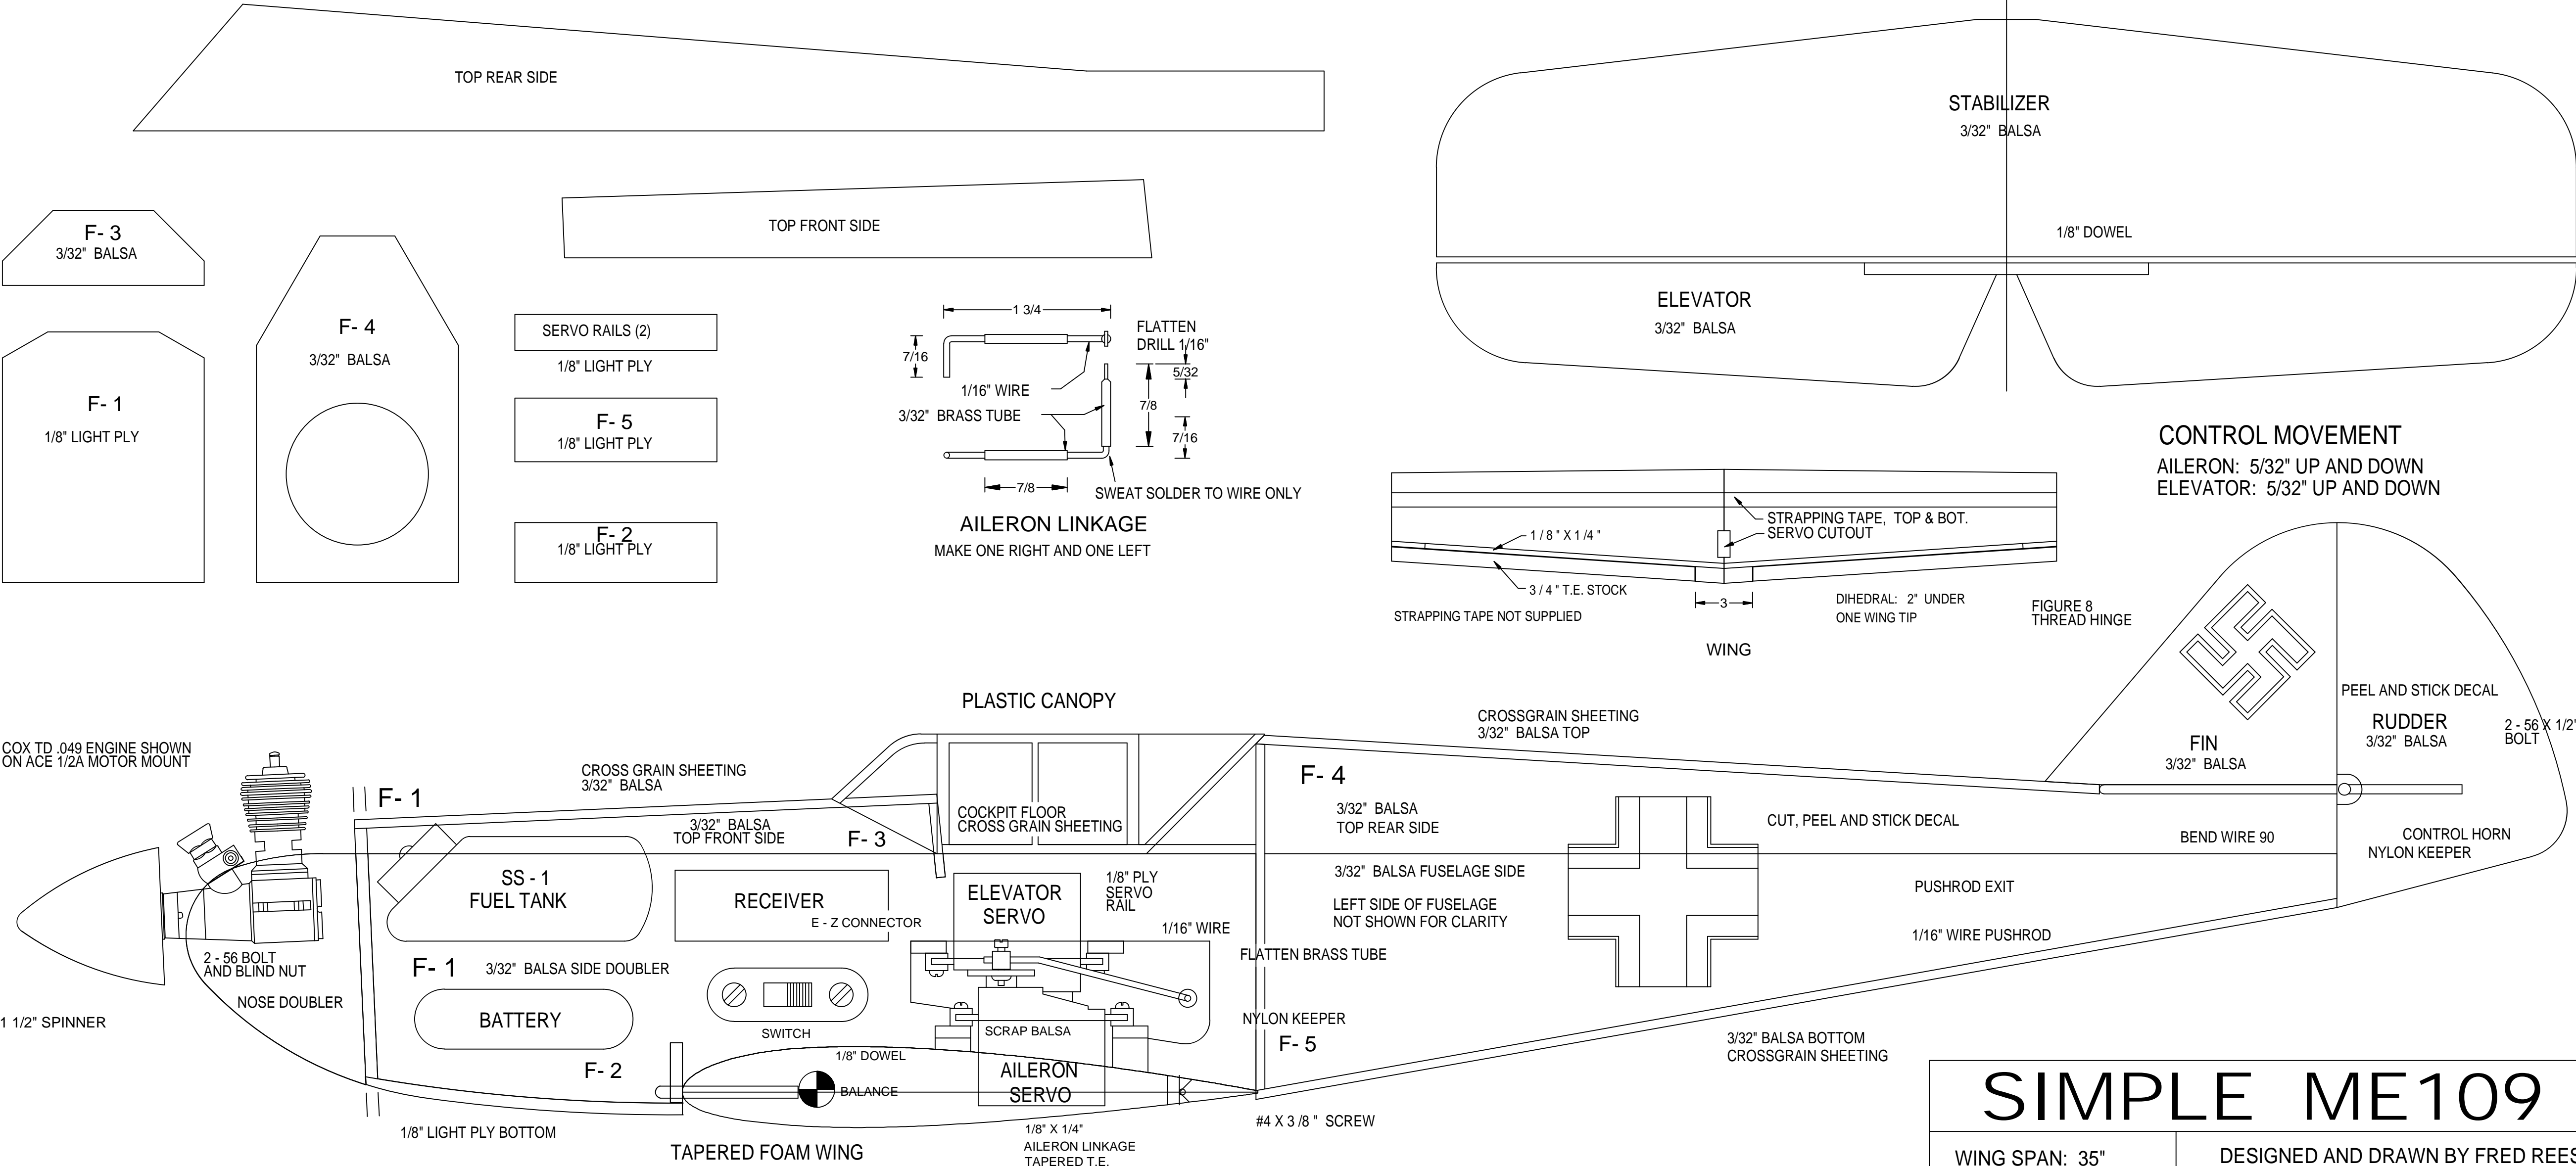 TOP REAR SIDE
STABILIZER
3/32" BALSA
TOP FRONT SIDE
1/8" DOWEL
F- 3
3/32" BALSA
F- 4
3/32" BALSA
F- 1
1/8" LIGHT PLY
SERVO RAILS (2)
1/8" LIGHT PLY
F- 5
1/8" LIGHT PLY
F- 2
1/8" LIGHT PLY
1 3/4
7/16
FLATTEN
DRILL 1/16"
5/32
1/16" WIRE
3/32" BRASS TUBE
7/8
7/16
7/8
SWEAT SOLDER TO WIRE ONLY
AILERON LINKAGE
MAKE ONE RIGHT AND ONE LEFT
ELEVATOR
3/32" BALSA
CONTROL MOVEMENT
AILERON: 5/32" UP AND DOWN
ELEVATOR: 5/32" UP AND DOWN
STRAPPING TAPE, TOP & BOT.
SERVO CUTOUT
1 / 8 " X 1 /4 "
3 / 4 " T.E. STOCK
3
STRAPPING TAPE NOT SUPPLIED
DIHEDRAL: 2" UNDER
ONE WING TIP
WING
FIGURE 8
THREAD HINGE
PLASTIC CANOPY
CROSSGRAIN SHEETING
3/32" BALSA TOP
PEEL AND STICK DECAL
RUDDER
3/32" BALSA
2 - 56 X 1/2"
BOLT
FIN
3/32" BALSA
COX TD .049 ENGINE SHOWN
ON ACE 1/2A MOTOR MOUNT
CROSS GRAIN SHEETING
3/32" BALSA
F- 1
3/32" BALSA
TOP FRONT SIDE
F- 3
COCKPIT FLOOR
CROSS GRAIN SHEETING
F- 4
3/32" BALSA
TOP REAR SIDE
CUT, PEEL AND STICK DECAL
BEND WIRE 90
CONTROL HORN
NYLON KEEPER
SS - 1
FUEL TANK
RECEIVER
E - Z CONNECTOR
ELEVATOR
SERVO
1/8" PLY
SERVO
RAIL
1/16" WIRE
3/32" BALSA FUSELAGE SIDE
LEFT SIDE OF FUSELAGE
NOT SHOWN FOR CLARITY
PUSHROD EXIT
1/16" WIRE PUSHROD
2 - 56 BOLT
AND BLIND NUT
F- 1
3/32" BALSA SIDE DOUBLER
FLATTEN BRASS TUBE
NOSE DOUBLER
1 1/2" SPINNER
BATTERY
SWITCH
SCRAP BALSA
NYLON KEEPER
F- 5
3/32" BALSA BOTTOM
CROSSGRAIN SHEETING
F- 2
1/8" DOWEL
BALANCE
AILERON
SERVO
#4 X 3 /8 " SCREW
1/8" LIGHT PLY BOTTOM
TAPERED FOAM WING
1/8" X 1/4"
AILERON LINKAGE
TAPERED T.E.
SIMPLE ME109
WING SPAN: 35"
DESIGNED AND DRAWN BY FRED REES